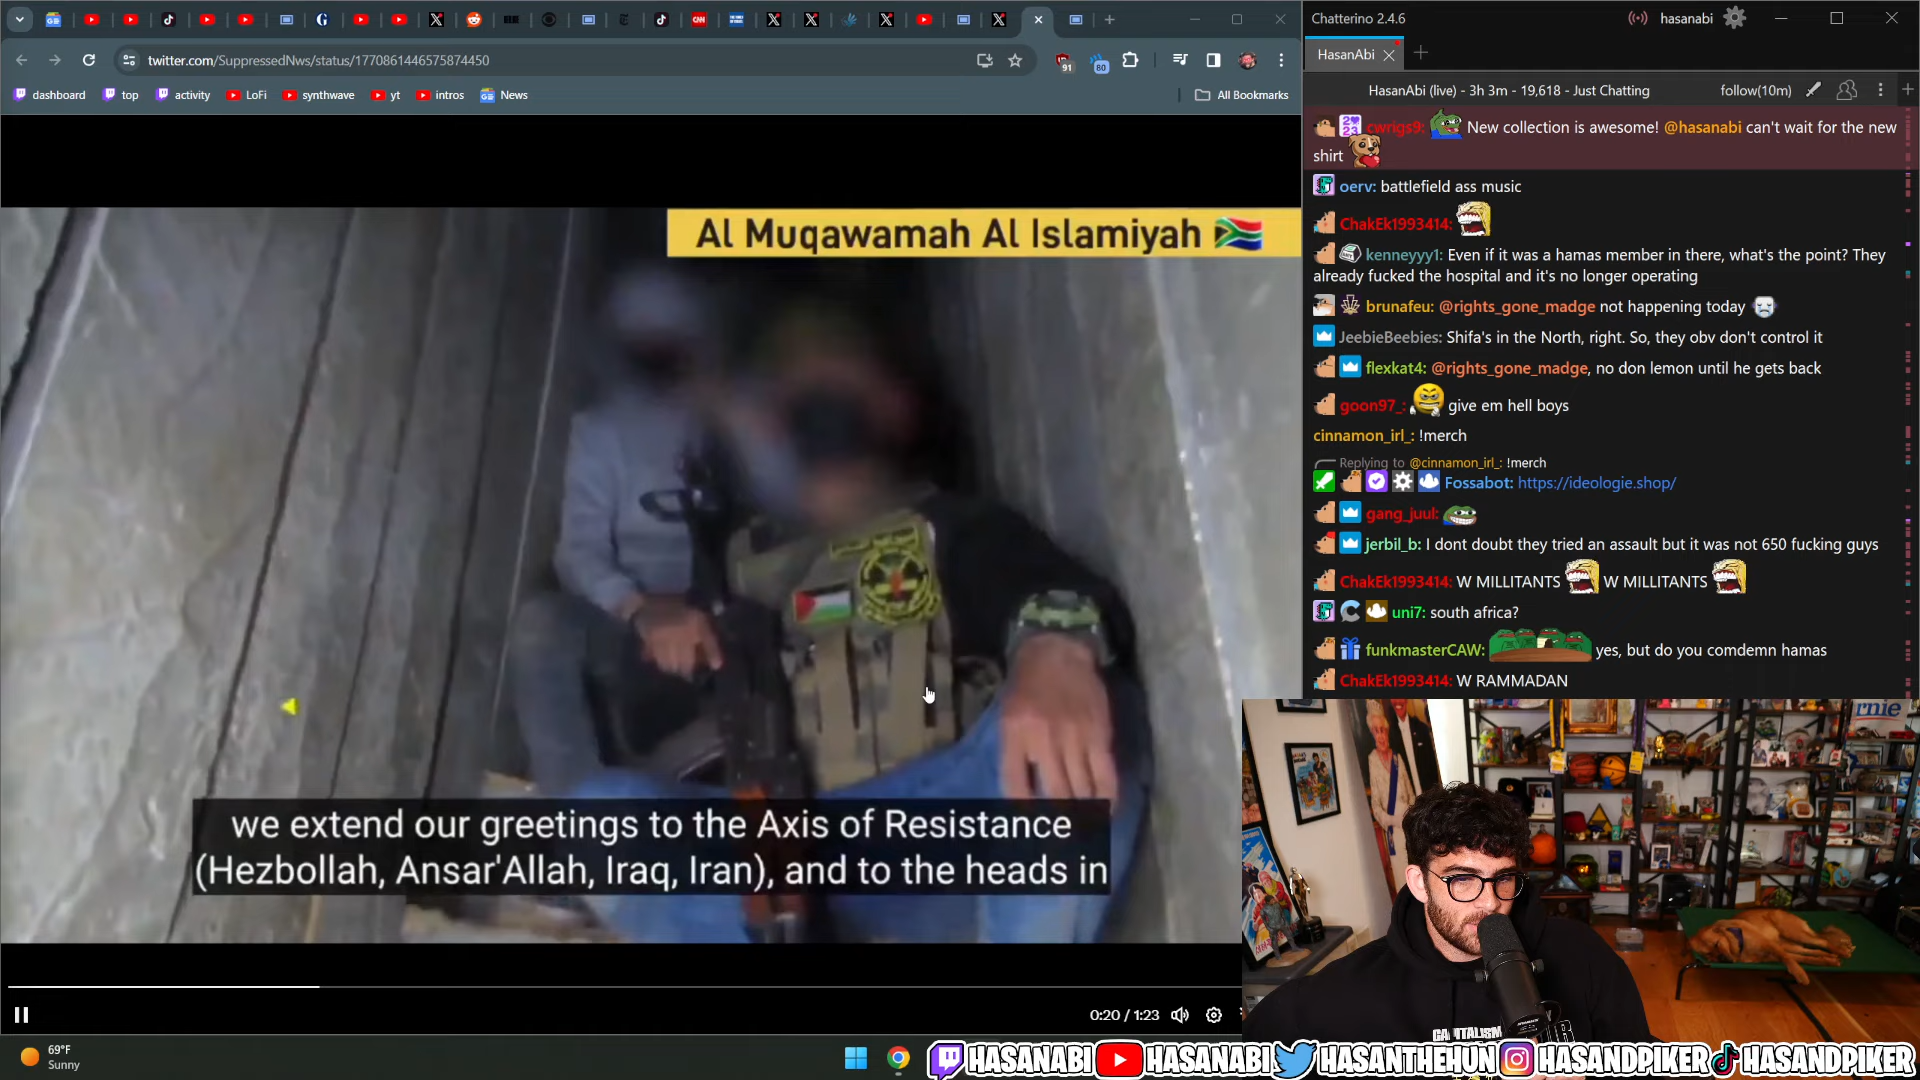 twitter.com/SuppressedNws/status/1770861446575874450
91
80
dashboard
top
activity
LoFi
synthwave
yt
intros
News
All Bookmarks
Al Muqawamah Al Islamiyah
we extend our greetings to the Axis of Resistance
(Hezbollah, Ansar'Allah, Iraq, Iran), and to the heads in
0:20 / 1:23
69°F
Sunny
Chatterino 2.4.6
hasanabi
HasanAbi
HasanAbi (live) - 3h 3m - 19,618 - Just Chatting
follow(10m)
cwrigs9: New collection is awesome! @hasanabi can't wait for the new
shirt
oerv: battlefield ass music
ChakEk1993414:
kenneyyy1: Even if it was a hamas member in there, what's the point? They
already fucked the hospital and it's no longer operating
brunafeu: @rights_gone_madge not happening today
JeebieBeebies: Shifa's in the North, right. So, they obv don't control it
flexkat4: @rights_gone_madge, no don lemon until he gets back
goon97_: give em hell boys
cinnamon_irl_: !merch
Replying to @cinnamon_irl_: !merch
Fossabot: https://ideologie.shop/
gang_juul:
jerbil_b: I dont doubt they tried an assault but it was not 650 fucking guys
ChakEk1993414: W MILLITANTS W MILLITANTS
uni7: south africa?
funkmasterCAW: yes, but do you comdemn hamas
ChakEk1993414: W RAMMADAN
rnie
HASANABI HASANABI HASANTHEHUN HASANDPIKER HASANDPIKER